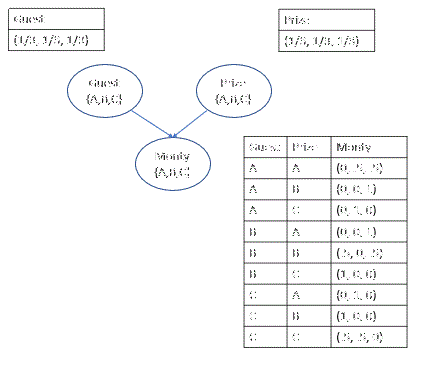 Guest
Prize
(1/3, 1/3, 1/3)
(1/3, 1/3, 1/3)
Guest
{A,B,C}
Prize
{A,B,C}
Monty
{A,B,C}
Guest Prize Monty
A A (0, .5, .5)
A B (0, 0, 1)
A C (0, 1, 0)
B A (0, 0, 1)
B B (.5, 0, .5)
B C (1, 0, 0)
C A (0, 1, 0)
C B (1, 0, 0)
C C (.5, .5, 0)